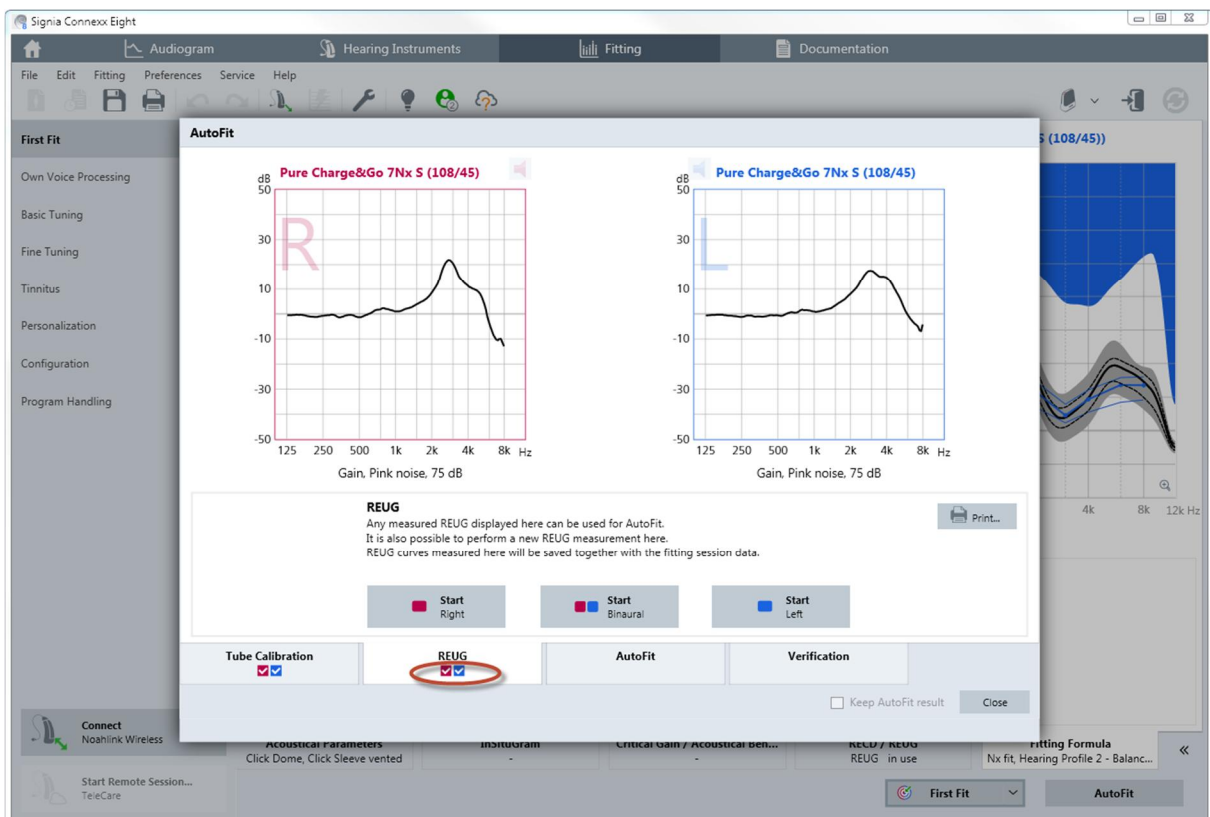 Signia Connexx Eight
Audiogram
Hearing Instruments
Fitting
Documentation
File Edit Fitting Preferences Service Help
First Fit
Own Voice Processing
Basic Tuning
Fine Tuning
Tinnitus
Personalization
Configuration
Program Handling
AutoFit
S (108/45))
Pure Charge&Go 7Nx S (108/45)
dB
50
30
10
-10
-30
-50
R
125 250 500 1k 2k 4k 8k Hz
Gain, Pink noise, 75 dB
Pure Charge&Go 7Nx S (108/45)
dB
50
30
10
-10
-30
-50
L
125 250 500 1k 2k 4k 8k Hz
Gain, Pink noise, 75 dB
4k 8k 12k Hz
REUG
Any measured REUG displayed here can be used for AutoFit.
It is also possible to perform a new REUG measurement here.
REUG curves measured here will be saved together with the fitting session data.
Print...
Start
Right
Start
Binaural
Start
Left
Tube Calibration
REUG
AutoFit
Verification
Keep AutoFit result
Close
Connect
Noahlink Wireless
Start Remote Session...
TeleCare
Acoustical Parameters
Click Dome, Click Sleeve vented
InSituGram
-
Critical Gain / Acoustical Ben...
-
RECD / REUG
REUG in use
Fitting Formula
Nx fit, Hearing Profile 2 - Balanc...
«
First Fit
AutoFit